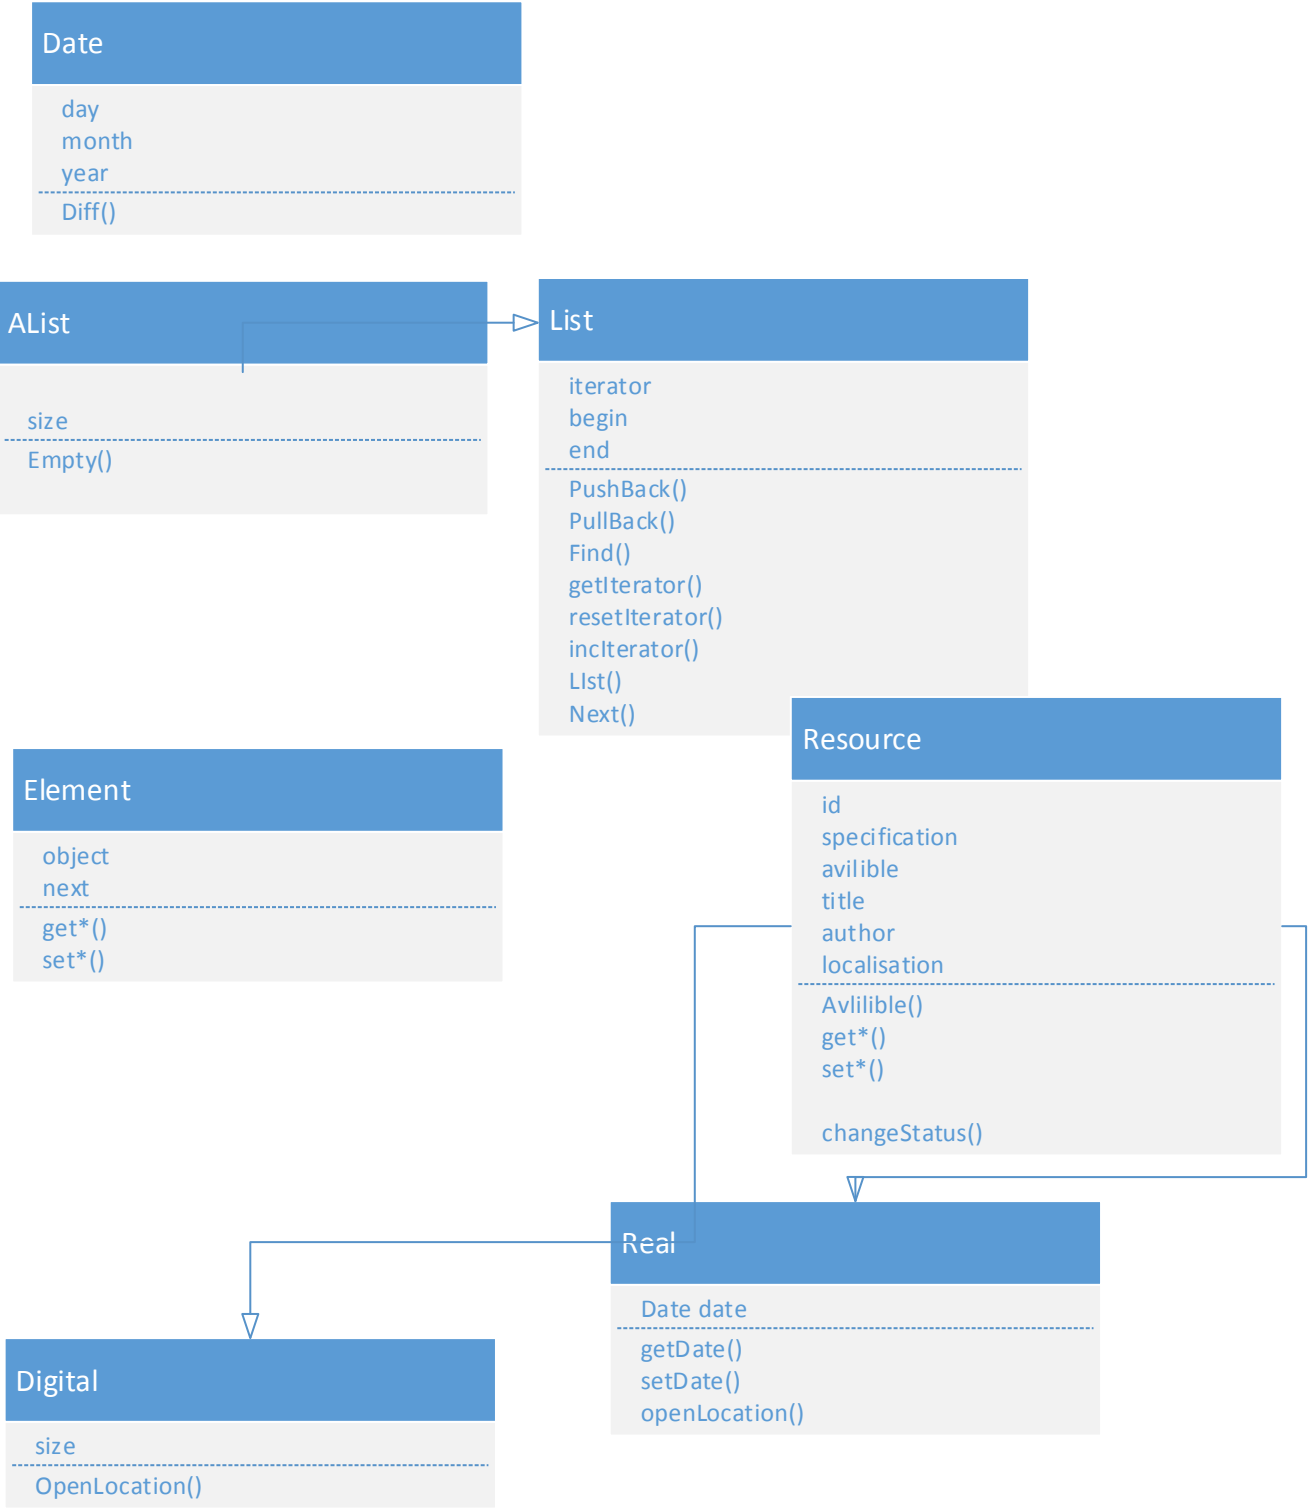 Date
day
month
year
Diff()
AList
size
Empty()
List
iterator
begin
end
PushBack()
PullBack()
Find()
getIterator()
resetIterator()
incIterator()
LIst()
Next()
Element
object
next
get*()
set*()
Resource
id
specification
avilible
title
author
localisation
Avlilible()
get*()
set*()
changeStatus()
Real
Date date
getDate()
setDate()
openLocation()
Digital
size
OpenLocation()